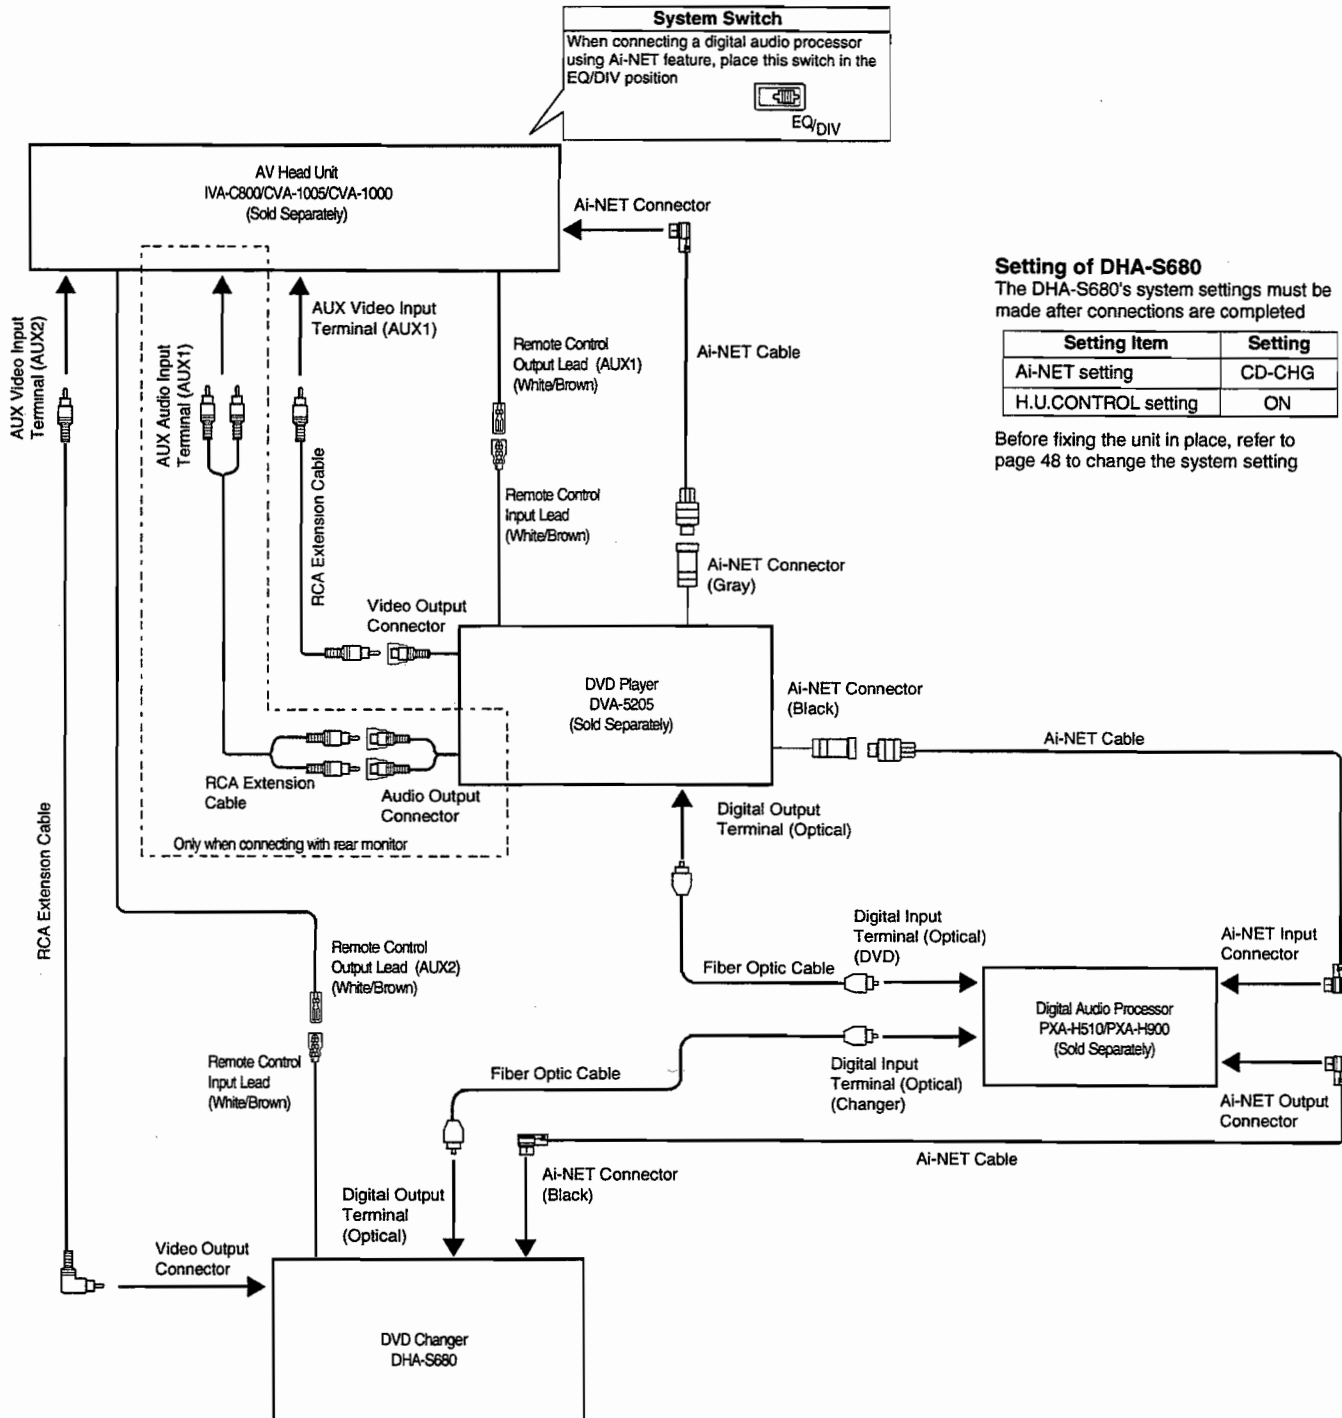 System Switch
When connecting a digital audio processor
using Ai-NET feature, place this switch in the
EQ/DIV position
EQ/DIV
AV Head Unit
IVA-C800/CVA-1005/CVA-1000
(Sold Separately)
Ai-NET Connector
Setting of DHA-S680
The DHA-S680's system settings must be
made after connections are completed
Setting Item Setting
Ai-NET setting CD-CHG
H.U.CONTROL setting ON
Before fixing the unit in place, refer to
page 48 to change the system setting
AUX Video Input
Terminal (AUX2)
AUX Audio Input
Terminal (AUX1)
AUX Video Input
Terminal (AUX1)
RCA Extension Cable
Remote Control
Output Lead (AUX1)
(White/Brown)
Ai-NET Cable
Remote Control
Input Lead
(White/Brown)
Ai-NET Connector
(Gray)
Video Output
Connector
DVD Player
DVA-5205
(Sold Separately)
Ai-NET Connector
(Black)
Ai-NET Cable
RCA Extension
Cable
Audio Output
Connector
Only when connecting with rear monitor
Digital Output
Terminal (Optical)
RCA Extension Cable
Remote Control
Output Lead (AUX2)
(White/Brown)
Fiber Optic Cable
Digital Input
Terminal (Optical)
(DVD)
Ai-NET Input
Connector
Digital Audio Processor
PXA-H510/PXA-H900
(Sold Separately)
Remote Control
Input Lead
(White/Brown)
Fiber Optic Cable
Digital Input
Terminal (Optical)
(Changer)
Ai-NET Output
Connector
Ai-NET Cable
Ai-NET Connector
(Black)
Digital Output
Terminal
(Optical)
Video Output
Connector
DVD Changer
DHA-S680